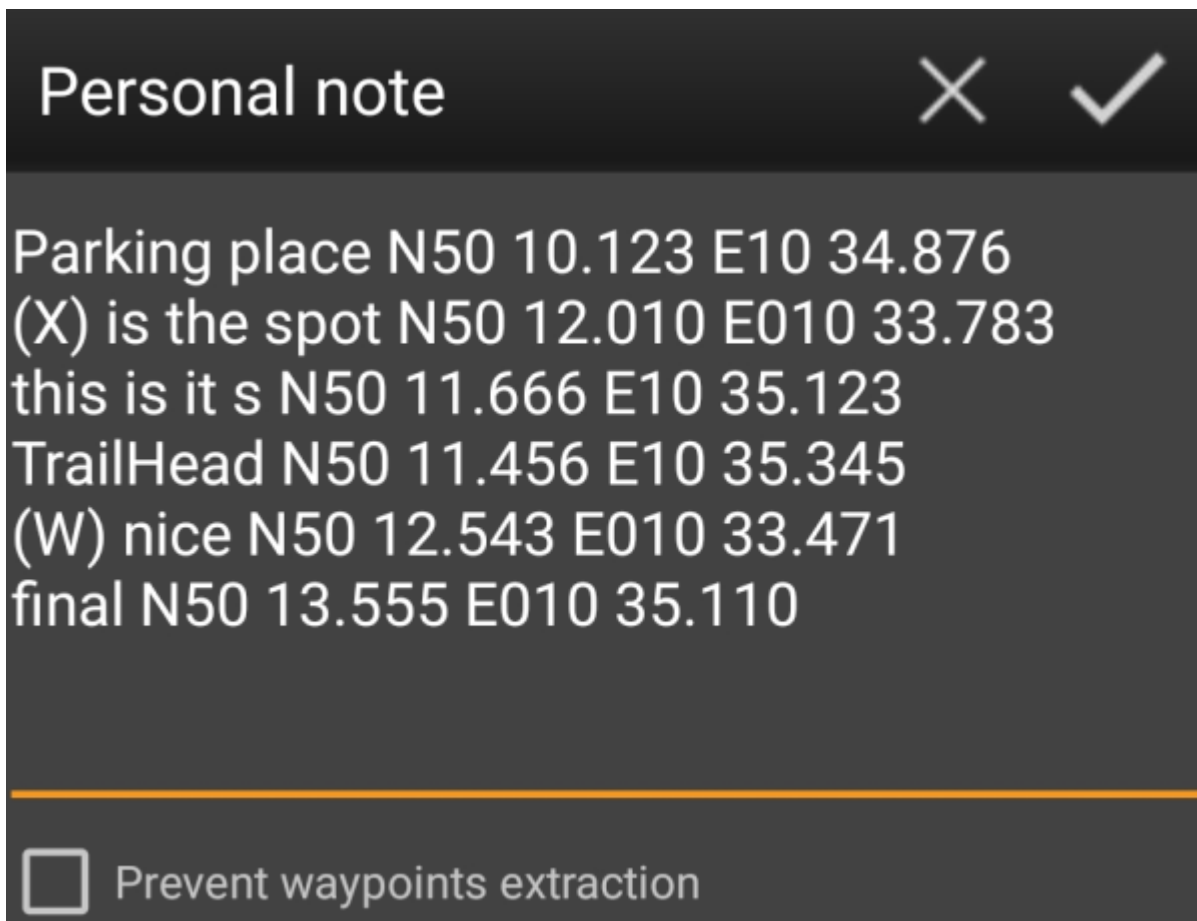 Personal note
Parking place N50 10.123 E10 34.876
(X) is the spot N50 12.010 E010 33.783
this is it s N50 11.666 E10 35.123
TrailHead N50 11.456 E10 35.345
(W) nice N50 12.543 E010 33.471
final N50 13.555 E010 35.110
Prevent waypoints extraction